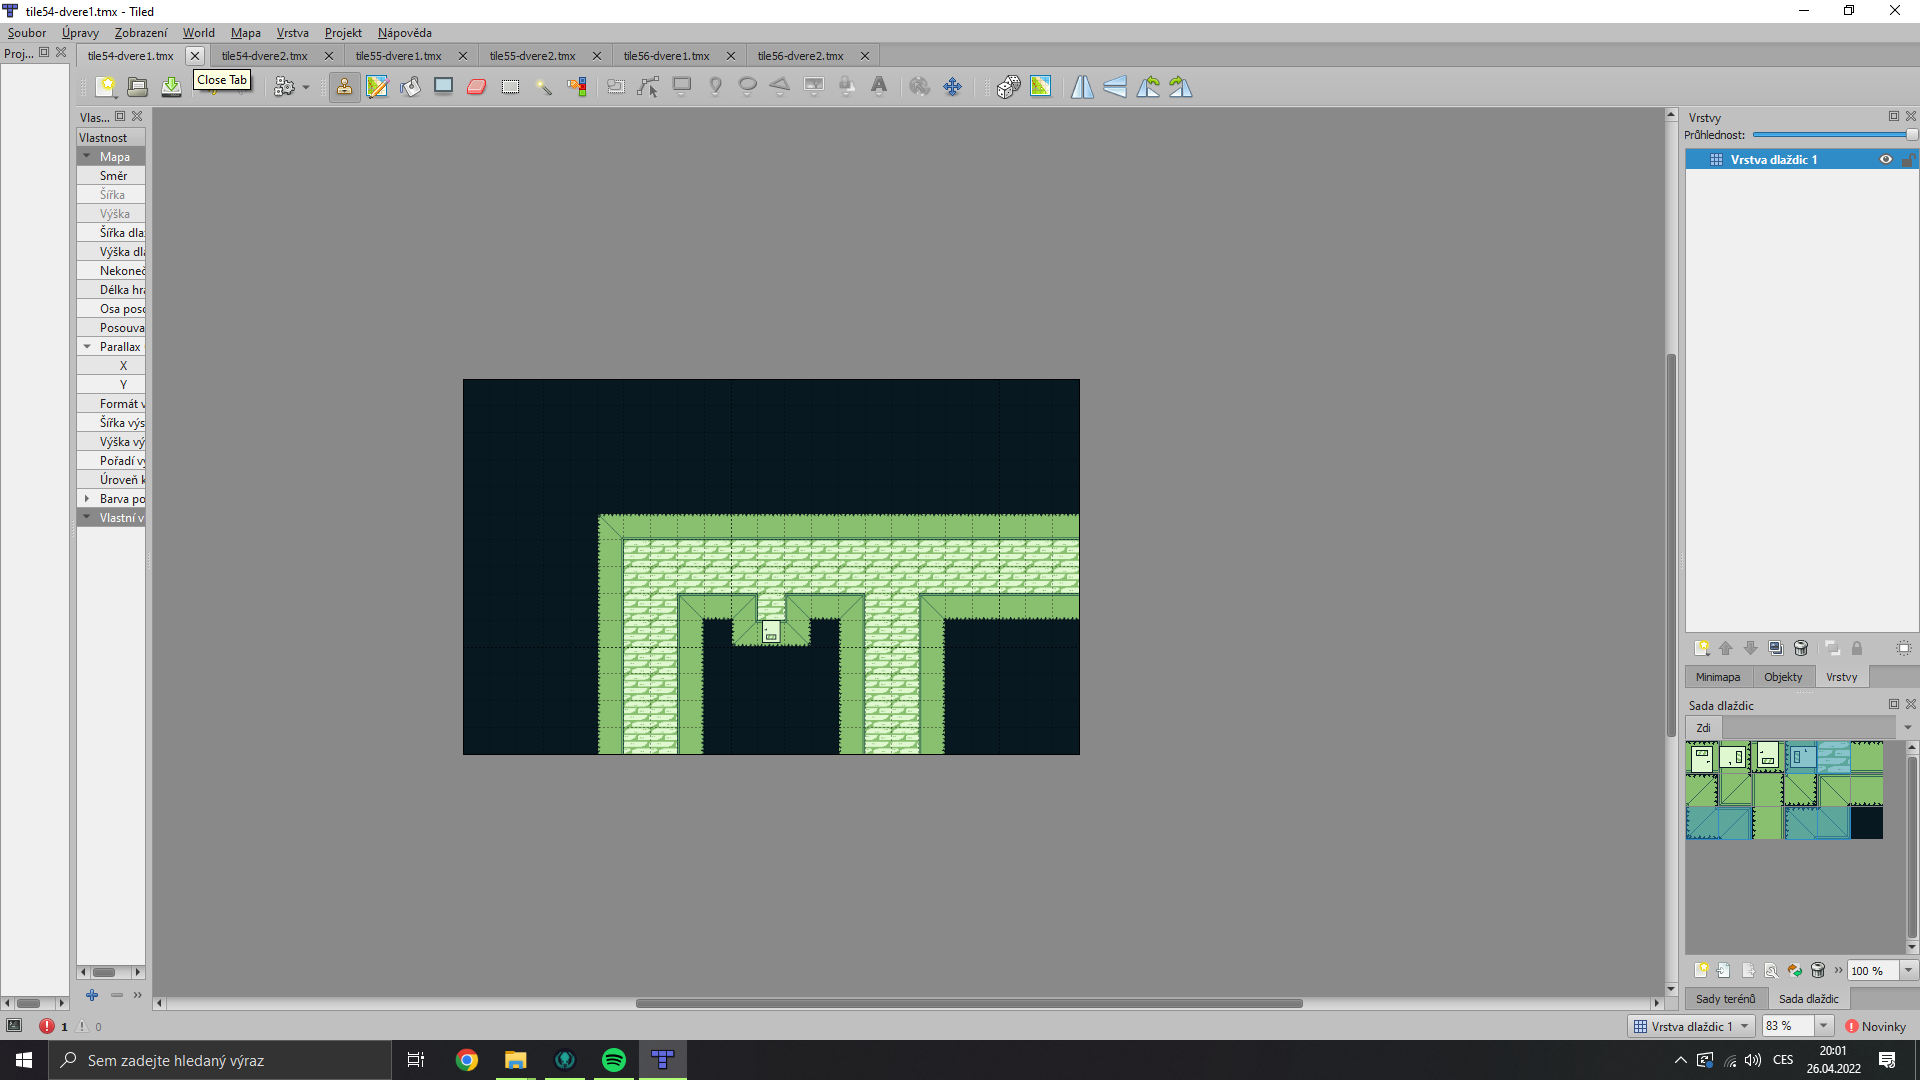 tile54-dvere1.tmx - Tiled
Soubor Úpravy Zobrazení World Mapa Vrstva Projekt Nápověda
Proj...
tile54-dvere1.tmx tile54-dvere2.tmx tile55-dvere1.tmx tile55-dvere2.tmx tile56-dvere1.tmx tile56-dvere2.tmx
Close Tab
Vlas...
Vlastnost
Mapa
Směr
Šířka
Výška
Šířka dla
Výška dl
Nekoneč
Délka hr
Osa poso
Posouva
Parallax
X
Y
Formát v
Šířka výs
Výška vý
Pořadí vy
Úroveň k
Barva po
Vlastní v
Vrstvy
Průhlednost:
Vrstva dlaždic 1
Minimapa Objekty Vrstvy
Sada dlaždic
Zdi
100 %
Sady terénů Sada dlaždic
1 0
Vrstva dlaždic 1 83 % Novinky
Sem zadejte hledaný výraz
CES
20:01
26.04.2022